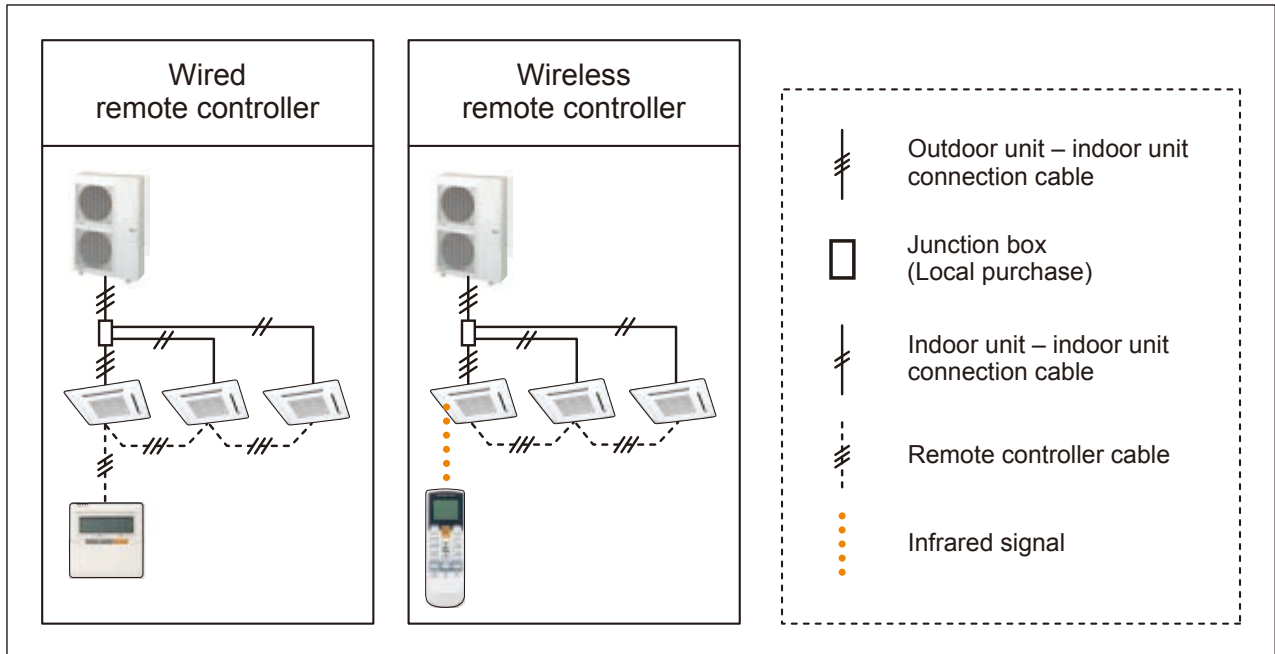 Wired
remote controller
Wireless
remote controller
Outdoor unit – indoor unit
connection cable
Junction box
(Local purchase)
Indoor unit – indoor unit
connection cable
Remote controller cable
Infrared signal